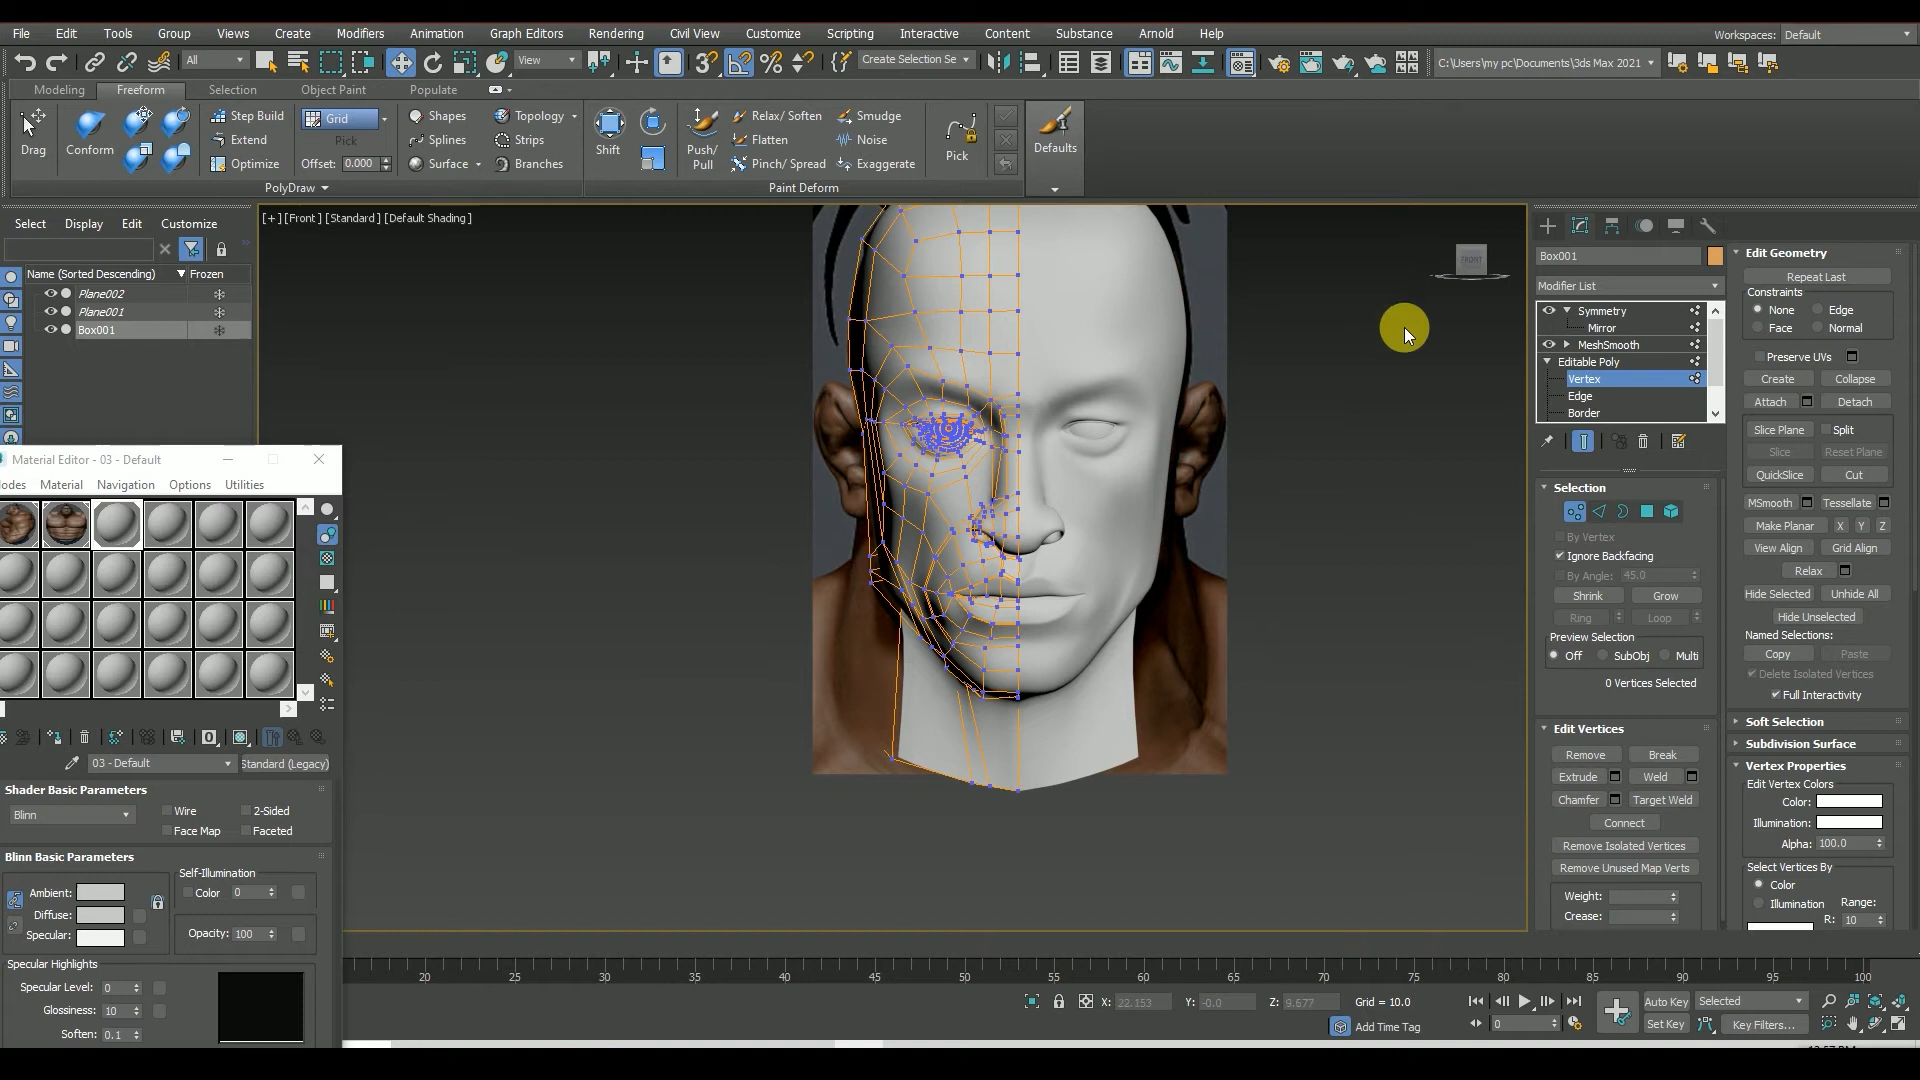 File Edit Tools Group Views Create Modifiers Animation Graph Editors Rendering Civil View Customize Scripting Interactive Content Substance Arnold Help
Workspaces: Default
All
View
Create Selection Se
C:\Users\my pc\Documents\3ds Max 2021
Modeling Freeform Selection Object Paint Populate
Drag
Conform
Step Build
Extend
Optimize
Grid
Pick
Offset: 0.000
Shapes
Splines
Surface
Topology
Strips
Branches
Shift
Push/
Pull
Relax/ Soften
Flatten
Pinch/ Spread
Smudge
Noise
Exaggerate
Pick
Defaults
PolyDraw
Paint Deform
Select Display Edit Customize
Name (Sorted Descending) Frozen
Plane002
Plane001
Box001
[+] [Front] [Standard] [Default Shading]
FRONT
Material Editor - 03 - Default
odes Material Navigation Options Utilities
03 - Default
Standard (Legacy)
Shader Basic Parameters
Blinn
Wire
2-Sided
Face Map
Faceted
Blinn Basic Parameters
Self-Illumination
Ambient:
Color 0
Diffuse:
Specular:
Opacity: 100
Specular Highlights
Specular Level: 0
Glossiness: 10
Soften: 0.1
Box001
Modifier List
Symmetry
Mirror
MeshSmooth
Editable Poly
Vertex
Edge
Border
Selection
By Vertex
Ignore Backfacing
By Angle: 45.0
Shrink Grow
Ring Loop
Preview Selection
Off SubObj Multi
0 Vertices Selected
Edit Vertices
Remove Break
Extrude Weld
Chamfer Target Weld
Connect
Remove Isolated Vertices
Remove Unused Map Verts
Weight:
Crease:
Edit Geometry
Repeat Last
Constraints
None Edge
Face Normal
Preserve UVs
Create Collapse
Attach Detach
Slice Plane Split
Slice Reset Plane
QuickSlice Cut
MSmooth Tessellate
Make Planar X Y Z
View Align Grid Align
Relax
Hide Selected Unhide All
Hide Unselected
Named Selections:
Copy Paste
Delete Isolated Vertices
Full Interactivity
Soft Selection
Subdivision Surface
Vertex Properties
Edit Vertex Colors
Color:
Illumination:
Alpha: 100.0
Select Vertices By
Color
Illumination
Range:
R: 10
20 25 30 35 40 45 50 55 60 65 70 75 80 85 90 95 100
X: 22.153 Y: -0.0 Z: 9.677 Grid = 10.0
Add Time Tag
0
Auto Key Selected
Set Key Key Filters...